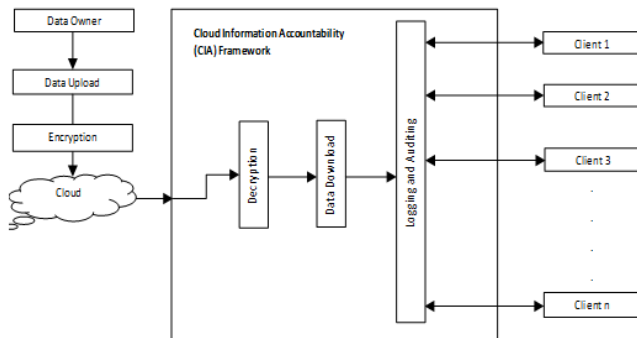 Data Owner
Data Upload
Encryption
Cloud
Cloud Information Accountability
(CIA) Framework
Decryption
Data Download
Logging and Auditing
Client 1
Client 2
Client 3
.
.
.
.
Client n